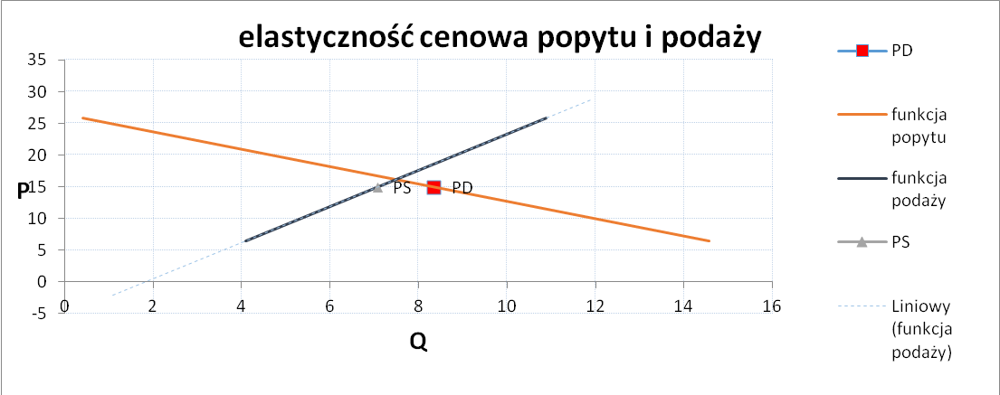 elastyczność cenowa popytu i podaży
35
30
25
20
15
10
5
0
-5
P
PS
PD
0 2 4 6 8 10 12 14 16
Q
PD
funkcja
popytu
funkcja
podaży
PS
Liniowy
(funkcja
podaży)